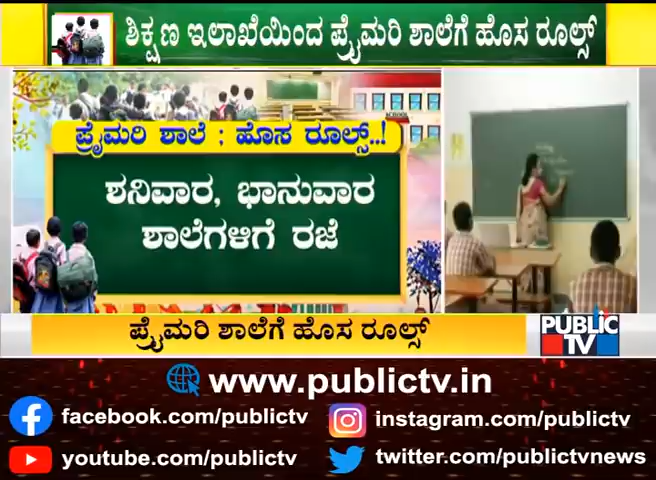 ಶಿಕ್ಷಣ ಇಲಾಖೆಯಿಂದ ಪ್ರೈಮರಿ ಶಾಲೆಗೆ ಹೊಸ ರೂಲ್ಸ್
SCHOOL
ಪ್ರೈಮರಿ ಶಾಲೆ : ಹೊಸ ರೂಲ್ಸ್..!
ಶನಿವಾರ, ಭಾನುವಾರ
ಶಾಲೆಗಳಿಗೆ ರಜೆ
ಪ್ರೈಮರಿ ಶಾಲೆಗೆ ಹೊಸ ರೂಲ್ಸ್
PUBLIC
TV
www.publictv.in
facebook.com/publictv
instagram.com/publictv
youtube.com/publictv
twitter.com/publictvnews